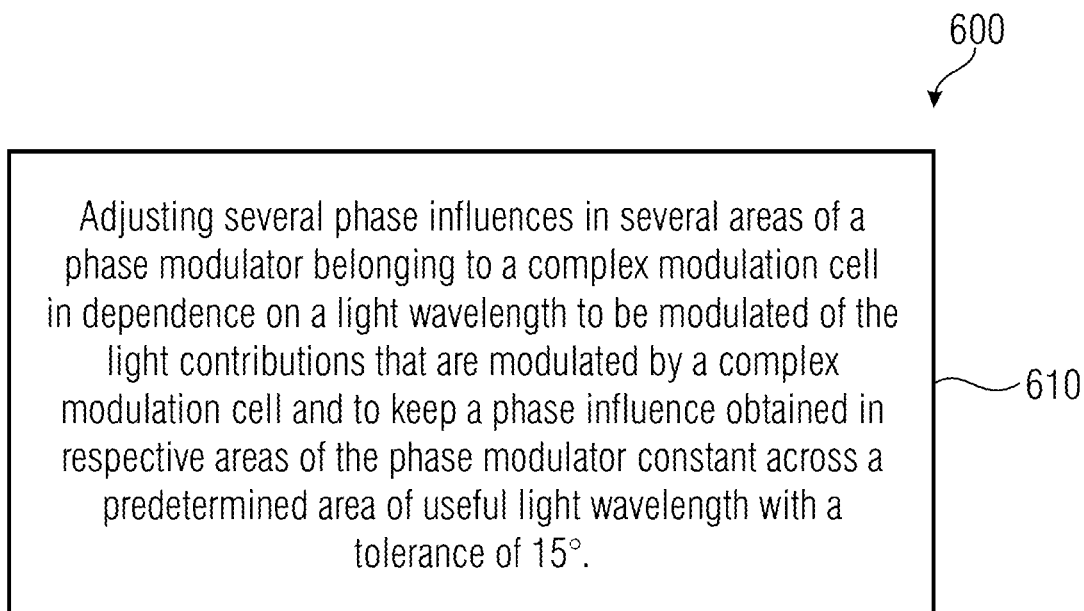 600
Adjusting several phase influences in several areas of a
phase modulator belonging to a complex modulation cell
in dependence on a light wavelength to be modulated of the
light contributions that are modulated by a complex
modulation cell and to keep a phase influence obtained in
respective areas of the phase modulator constant across a
predetermined area of useful light wavelength with a
tolerance of 15°.
610